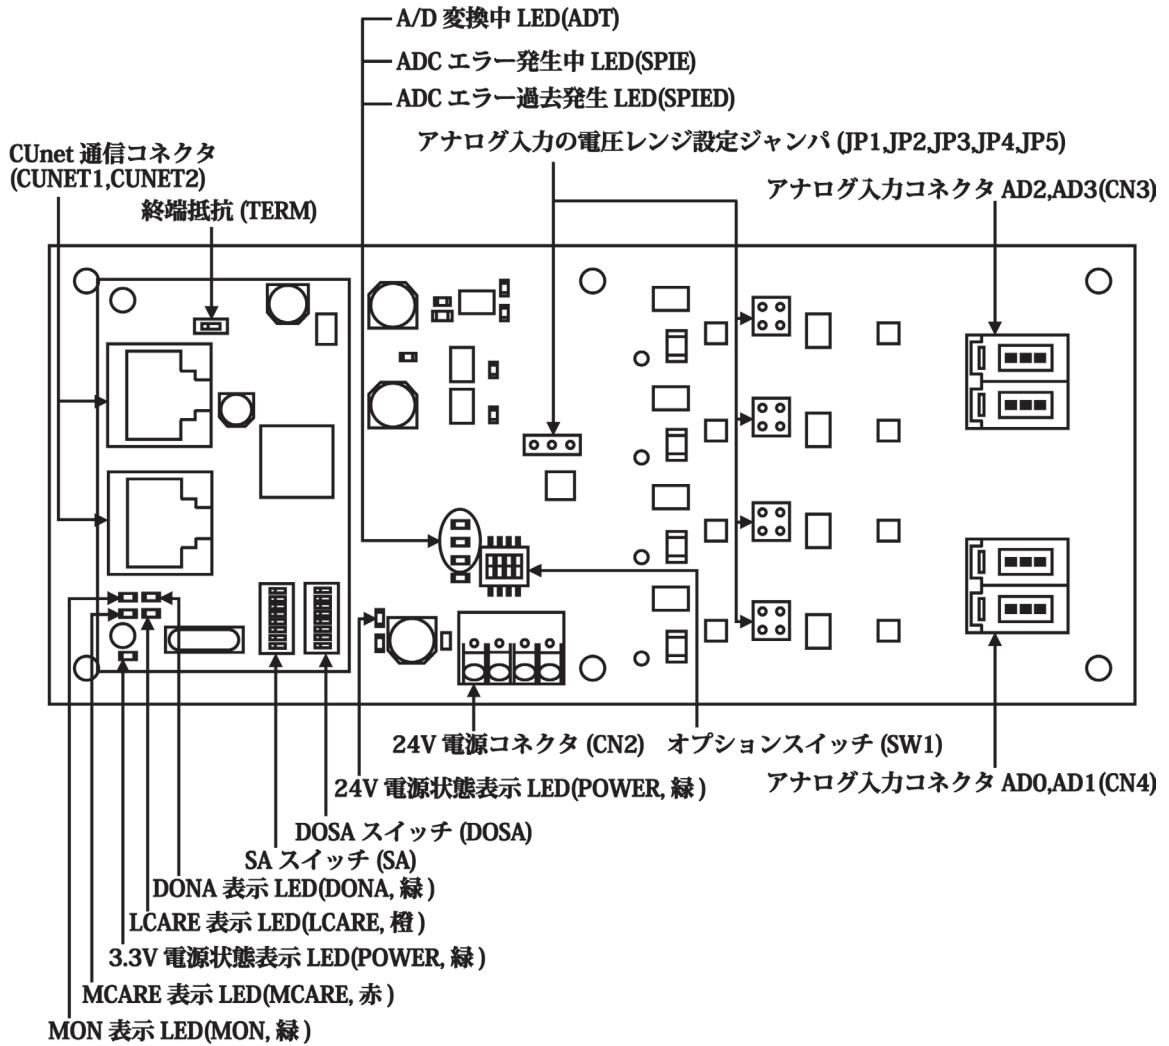 A/D 変換中 LED(ADT)
ADC エラー発生中 LED(SPIE)
ADC エラー過去発生 LED(SPIED)
アナログ入力の電圧レンジ設定ジャンパ (JP1,JP2,JP3,JP4,JP5)
CUnet 通信コネクタ
(CUNET1,CUNET2)
アナログ入力コネクタ AD2,AD3(CN3)
終端抵抗 (TERM)
24V 電源コネクタ (CN2)
オプションスイッチ (SW1)
アナログ入力コネクタ AD0,AD1(CN4)
24V 電源状態表示 LED(POWER, 緑 )
DOSA スイッチ (DOSA)
SA スイッチ (SA)
DONA 表示 LED(DONA, 緑 )
LCARE 表示 LED(LCARE, 橙 )
3.3V 電源状態表示 LED(POWER, 緑 )
MCARE 表示 LED(MCARE, 赤 )
MON 表示 LED(MON, 緑 )